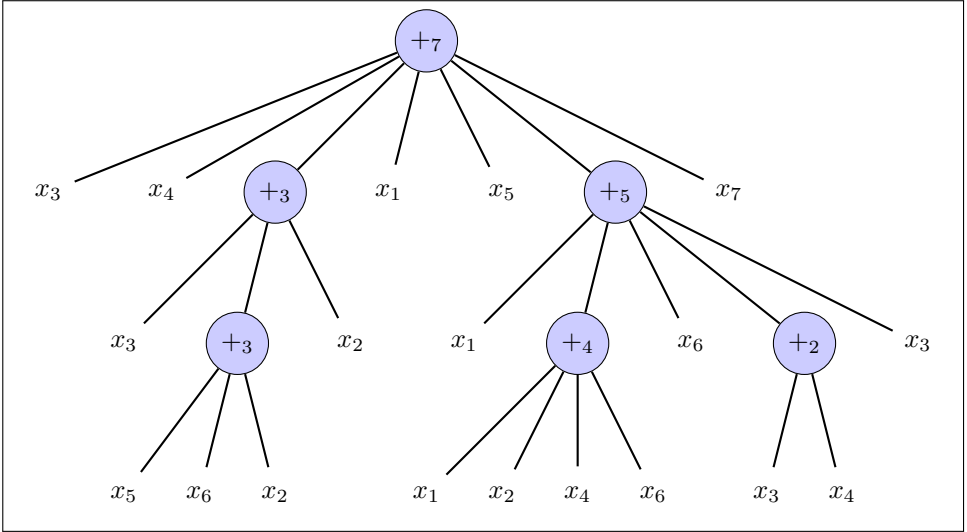 +₇
x₃ x₄ +₃ x₁ x₅ +₅ x₇
x₃ +₃ x₂ x₁ +₄ x₆ +₂ x₃
x₅ x₆ x₂ x₁ x₂ x₄ x₆ x₃ x₄